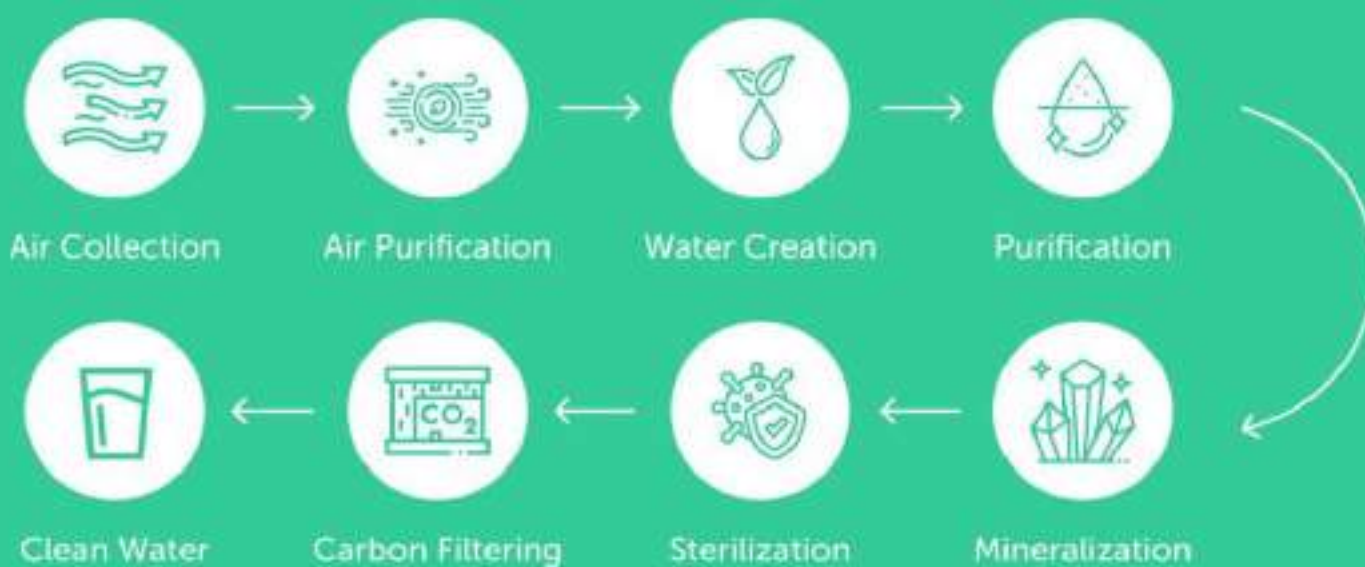 Air Collection
Air Purification
Water Creation
Purification
CO₂
Clean Water
Carbon Filtering
Sterilization
Mineralization